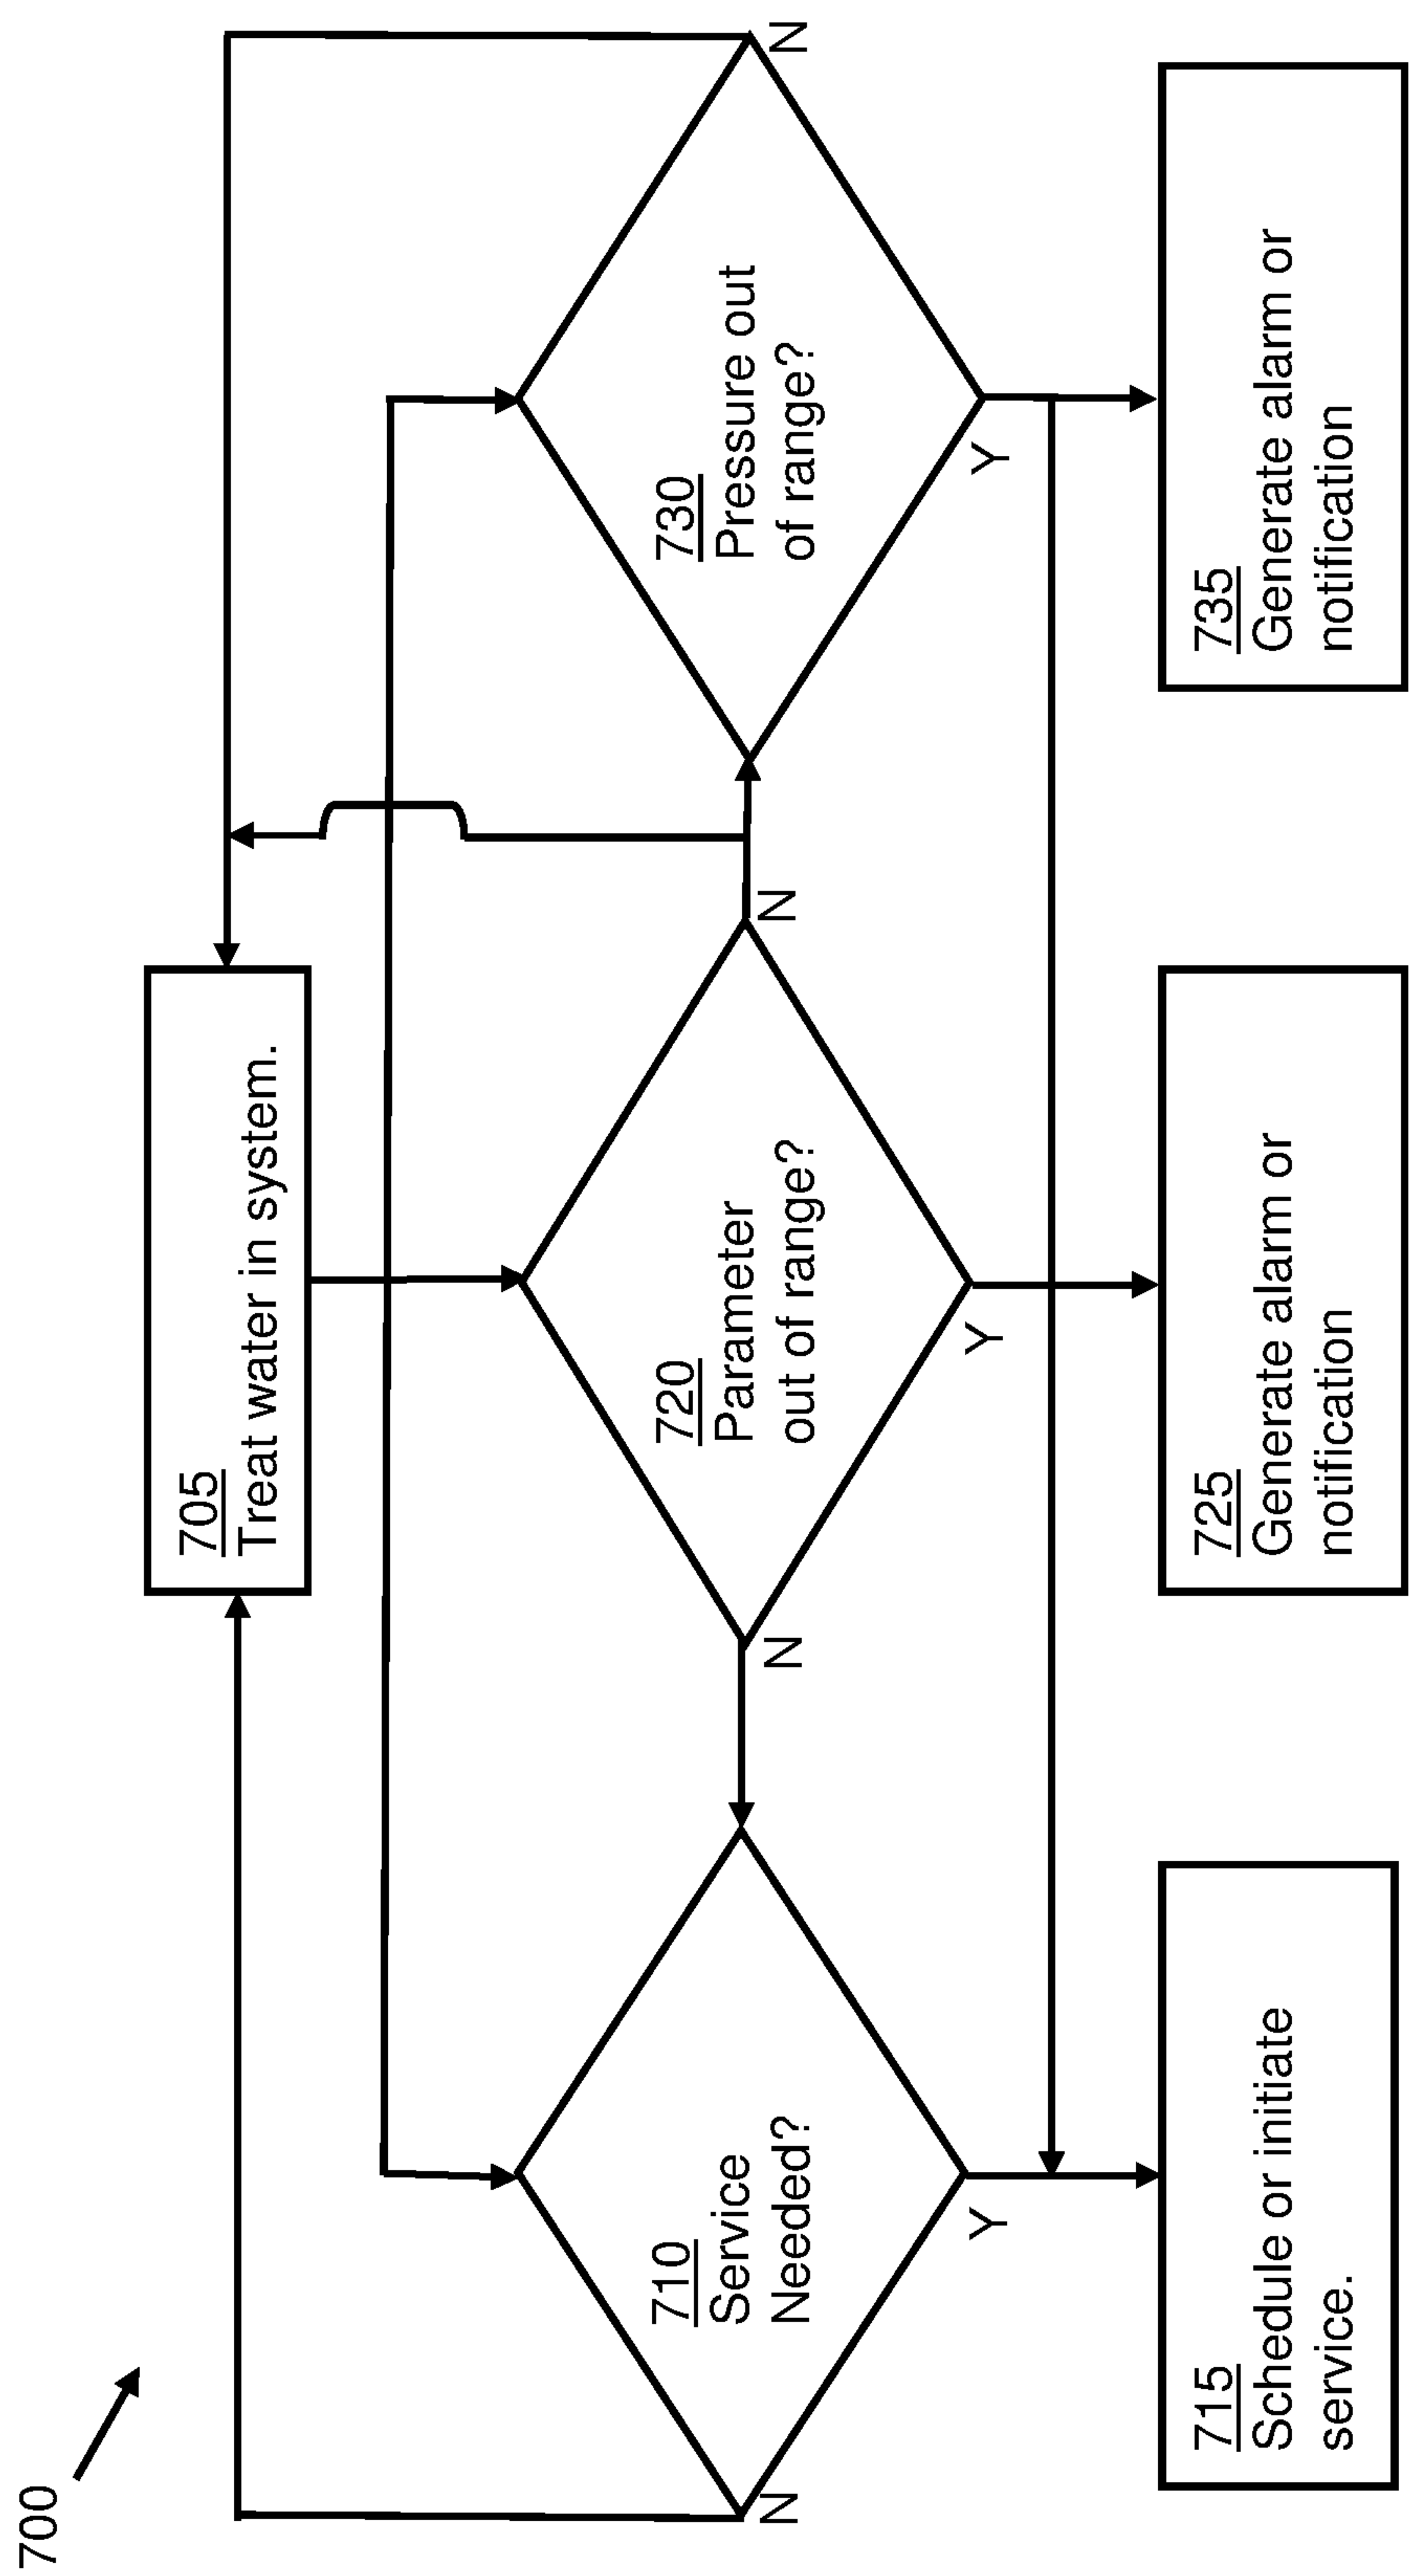 700
705
Treat water in system.
710
Service
Needed?
N
Y
720
Parameter
out of range?
N
N
Y
730
Pressure out
of range?
N
Y
715
Schedule or initiate
service.
725
Generate alarm or
notification
735
Generate alarm or
notification